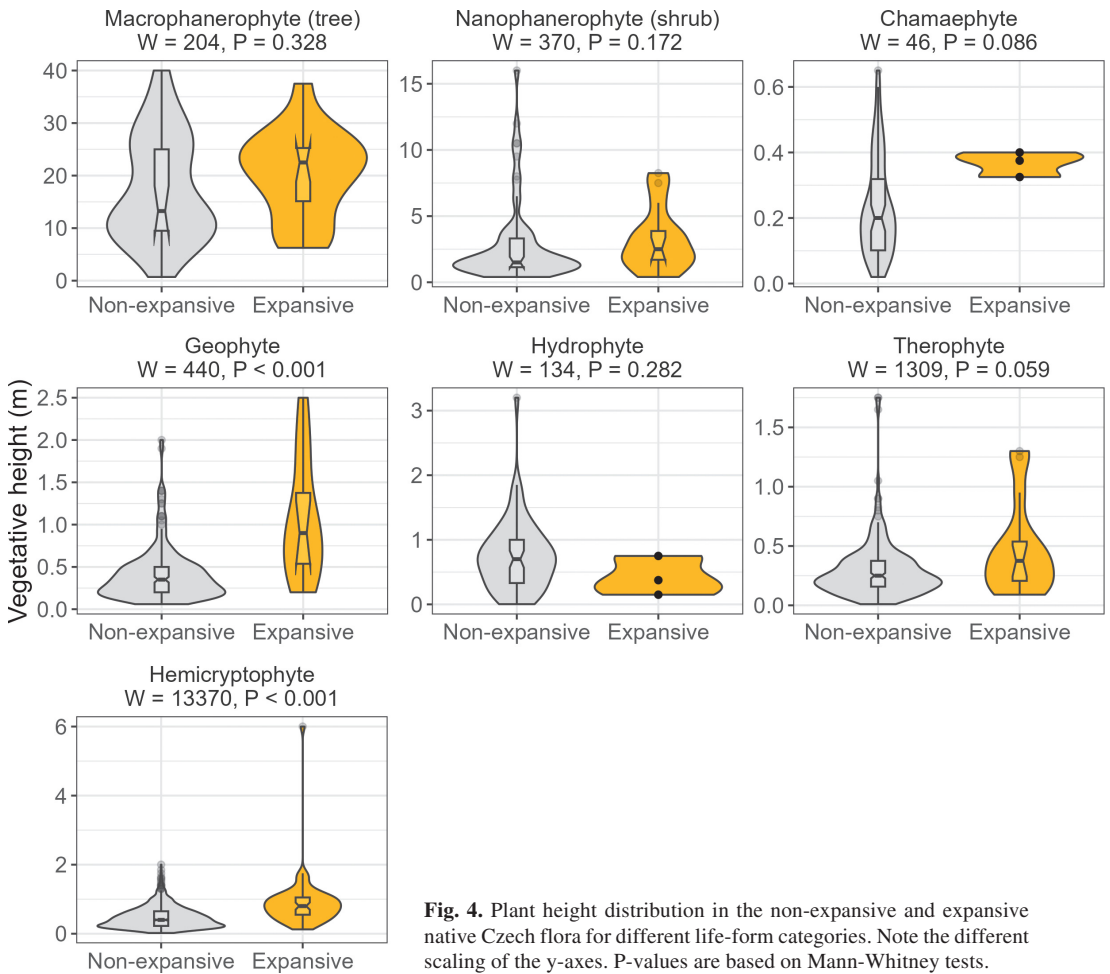 Macrophanerophyte (tree)
W = 204, P = 0.328
40
30
20
10
0
Non-expansive Expansive
Nanophanerophyte (shrub)
W = 370, P = 0.172
15
10
5
0
Non-expansive Expansive
Chamaephyte
W = 46, P = 0.086
0.6
0.4
0.2
0.0
Non-expansive Expansive
Vegetative height (m)
Geophyte
W = 440, P < 0.001
2.5
2.0
1.5
1.0
0.5
0.0
Non-expansive Expansive
Hydrophyte
W = 134, P = 0.282
3
2
1
0
Non-expansive Expansive
Therophyte
W = 1309, P = 0.059
1.5
1.0
0.5
0.0
Non-expansive Expansive
Hemicryptophyte
W = 13370, P < 0.001
6
4
2
0
Non-expansive Expansive
Fig. 4. Plant height distribution in the non-expansive and expansive
native Czech flora for different life-form categories. Note the different
scaling of the y-axes. P-values are based on Mann-Whitney tests.